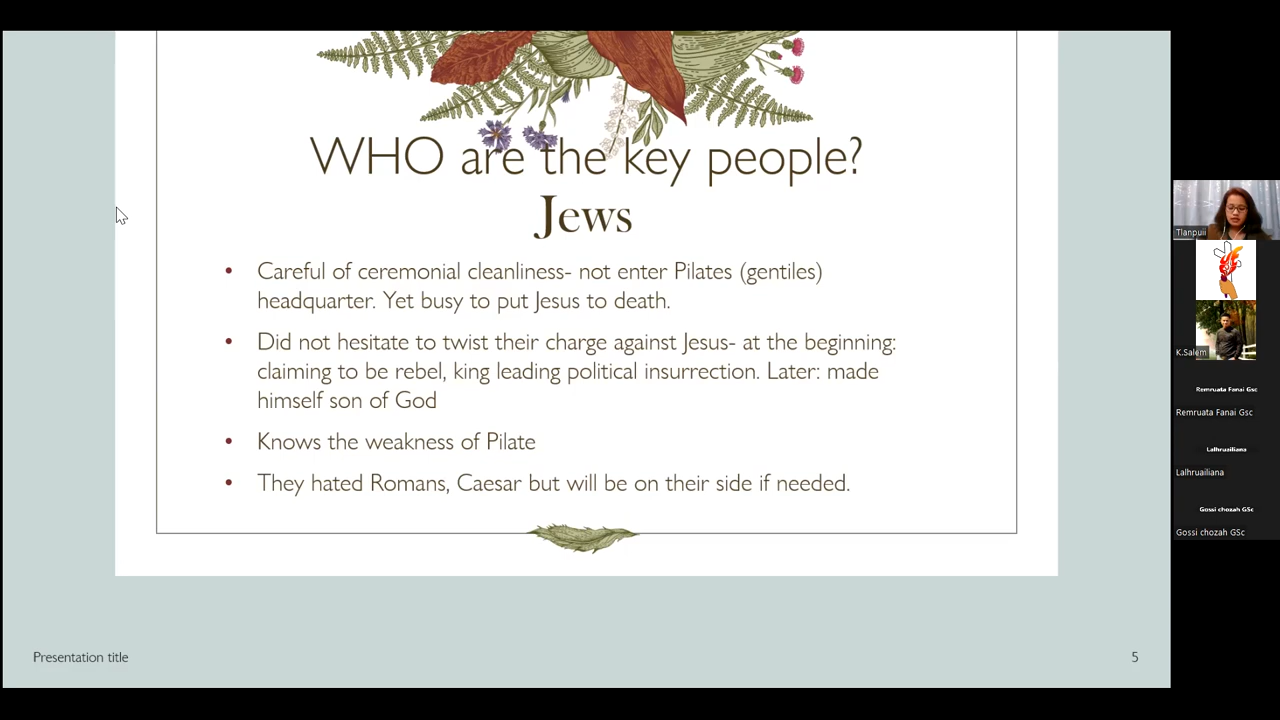 WHO are the key people?
Jews
• Careful of ceremonial cleanliness- not enter Pilates (gentiles)
headquarter. Yet busy to put Jesus to death.
• Did not hesitate to twist their charge against Jesus- at the beginning:
claiming to be rebel, king leading political insurrection. Later: made
himself son of God
• Knows the weakness of Pilate
• They hated Romans, Caesar but will be on their side if needed.
Presentation title
5
Tlanpuii
K.Salem
Remruata Fanai Gsc
Remruata Fanai Gsc
Lalhruailiana
Lalhruailiana
Gossi chozah GSc
Gossi chozah GSc